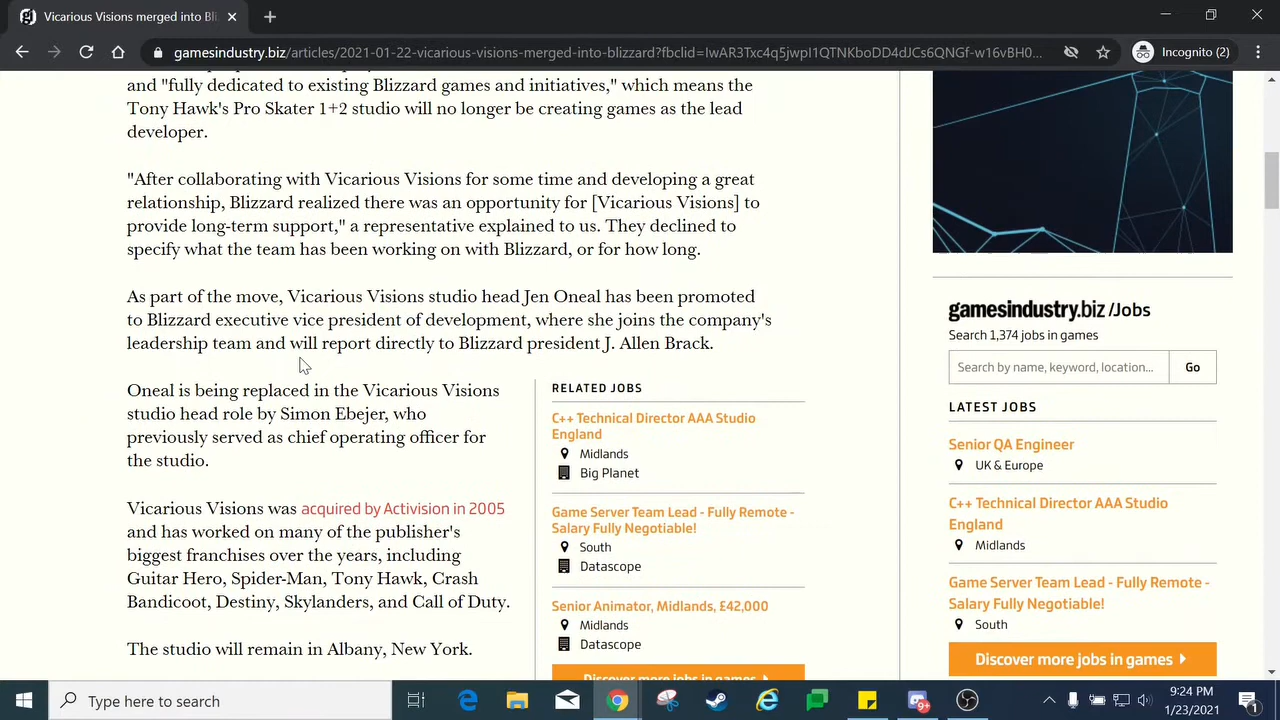 Vicarious Visions merged into Bli
gamesindustry.biz/articles/2021-01-22-vicarious-visions-merged-into-blizzard?fbclid=IwAR3Txc4q5jwpI1QTNKboDD4dJCs6QNGf-w16vBH0...
Incognito (2)
and "fully dedicated to existing Blizzard games and initiatives," which means the
Tony Hawk's Pro Skater 1+2 studio will no longer be creating games as the lead
developer.
"After collaborating with Vicarious Visions for some time and developing a great
relationship, Blizzard realized there was an opportunity for [Vicarious Visions] to
provide long-term support," a representative explained to us. They declined to
specify what the team has been working on with Blizzard, or for how long.
As part of the move, Vicarious Visions studio head Jen Oneal has been promoted
to Blizzard executive vice president of development, where she joins the company's
leadership team and will report directly to Blizzard president J. Allen Brack.
Oneal is being replaced in the Vicarious Visions
studio head role by Simon Ebejer, who
previously served as chief operating officer for
the studio.
Vicarious Visions was acquired by Activision in 2005
and has worked on many of the publisher's
biggest franchises over the years, including
Guitar Hero, Spider-Man, Tony Hawk, Crash
Bandicoot, Destiny, Skylanders, and Call of Duty.
The studio will remain in Albany, New York.
RELATED JOBS
C++ Technical Director AAA Studio
England
Midlands
Big Planet
Game Server Team Lead - Fully Remote -
Salary Fully Negotiable!
South
Datascope
Senior Animator, Midlands, £42,000
Midlands
Datascope
Discover more jobs in games
gamesindustry.biz /Jobs
Search 1,374 jobs in games
Search by name, keyword, location...
Go
LATEST JOBS
Senior QA Engineer
UK & Europe
C++ Technical Director AAA Studio
England
Midlands
Game Server Team Lead - Fully Remote -
Salary Fully Negotiable!
South
Discover more jobs in games
Type here to search
9+
9:24 PM
1/23/2021
1